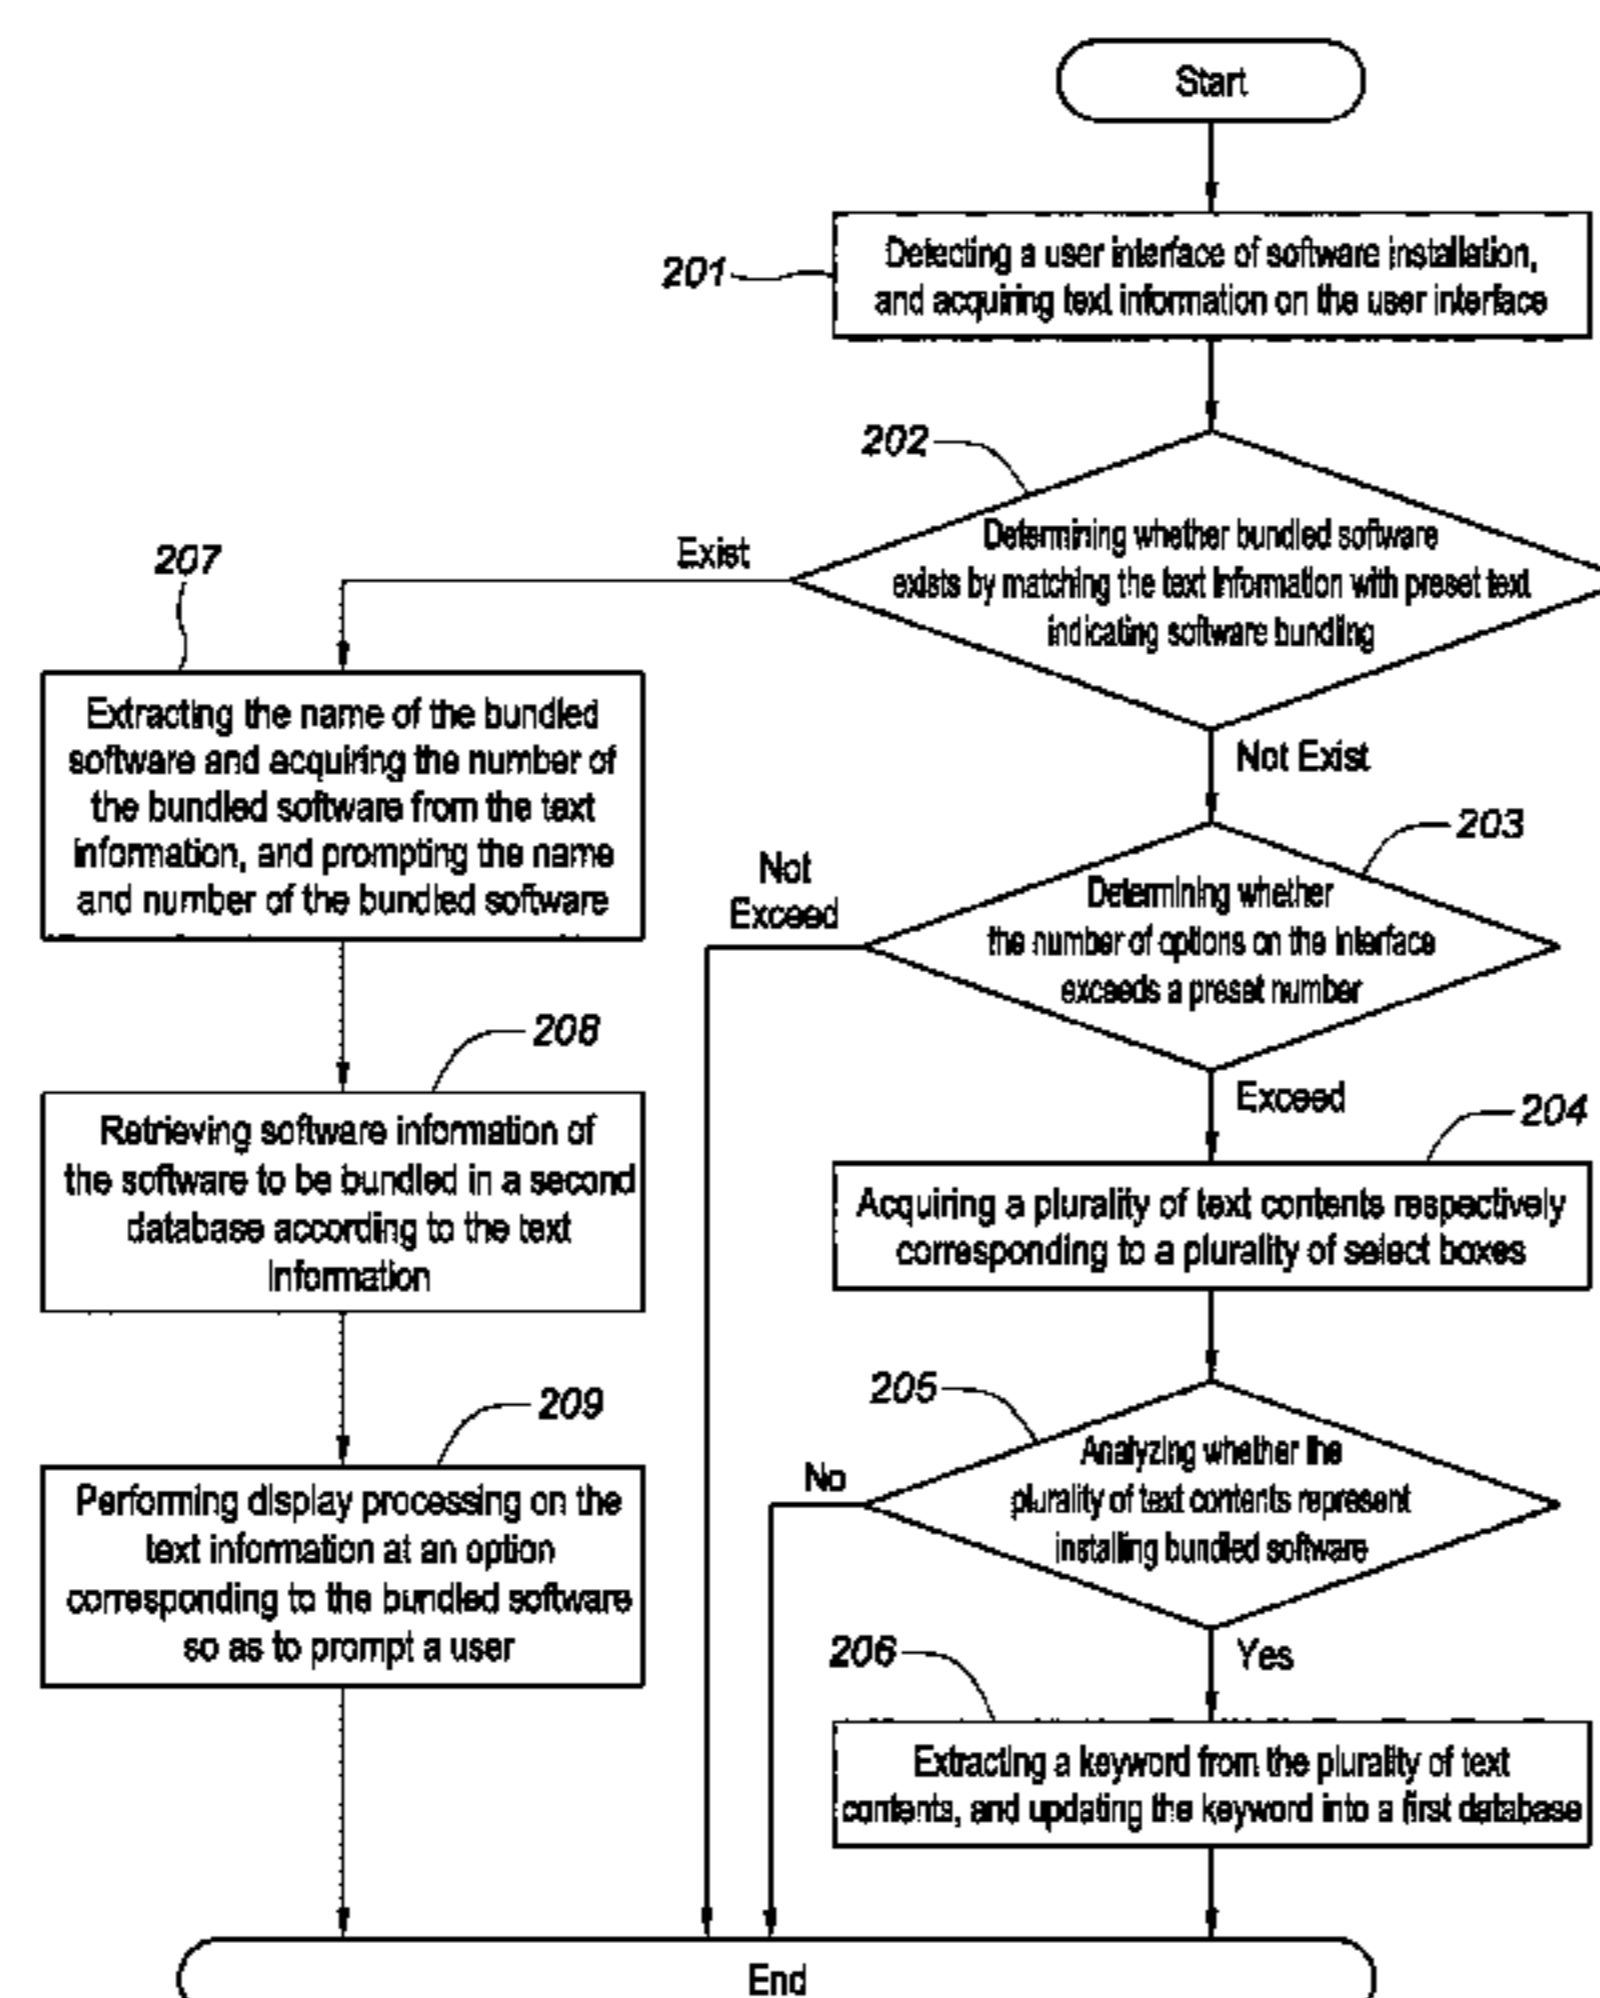 Start
201
Detecting a user interface of software installation,
and acquiring text information on the user interface
202
Determining whether bundled software
exists by matching the text information with preset text
indicating software bundling
Exist
Not Exist
207
Extracting the name of the bundled
software and acquiring the number of
the bundled software from the text
information, and prompting the name
and number of the bundled software
203
Determining whether
the number of options on the interface
exceeds a preset number
Not
Exceed
Exceed
208
Retrieving software information of
the software to be bundled in a second
database according to the text
information
204
Acquiring a plurality of text contents respectively
corresponding to a plurality of select boxes
205
Analyzing whether the
plurality of text contents represent
installing bundled software
No
Yes
209
Performing display processing on the
text information at an option
corresponding to the bundled software
so as to prompt a user
206
Extracting a keyword from the plurality of text
contents, and updating the keyword into a first database
End